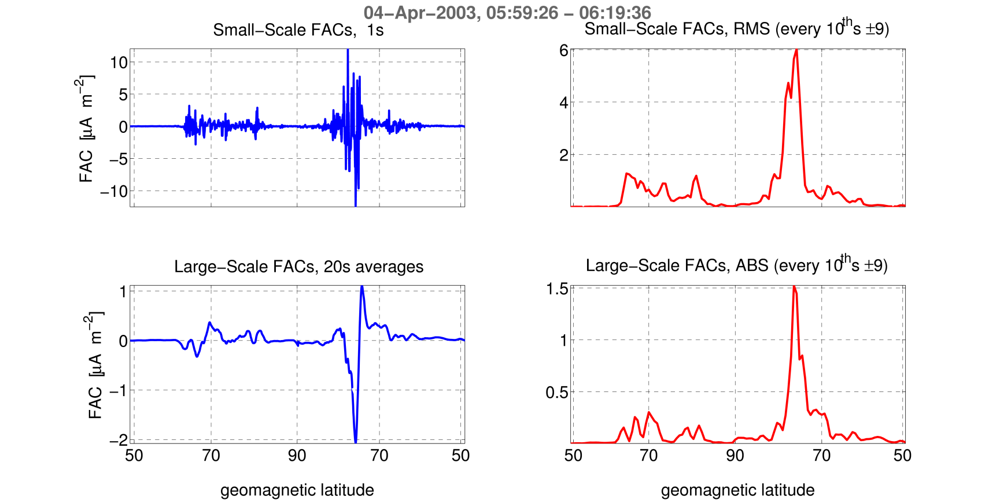 04−Apr−2003, 05:59:26 − 06:19:36
Small−Scale FACs, 1s
Small−Scale FACs, RMS (every 10th s ±9)
10
5
0
−5
−10
FAC [µA m−2]
6
4
2
Large−Scale FACs, 20s averages
Large−Scale FACs, ABS (every 10th s ±9)
1
0
−1
−2
FAC [µA m−2]
50 70 90 70 50
geomagnetic latitude
1.5
1
0.5
50 70 90 70 50
geomagnetic latitude